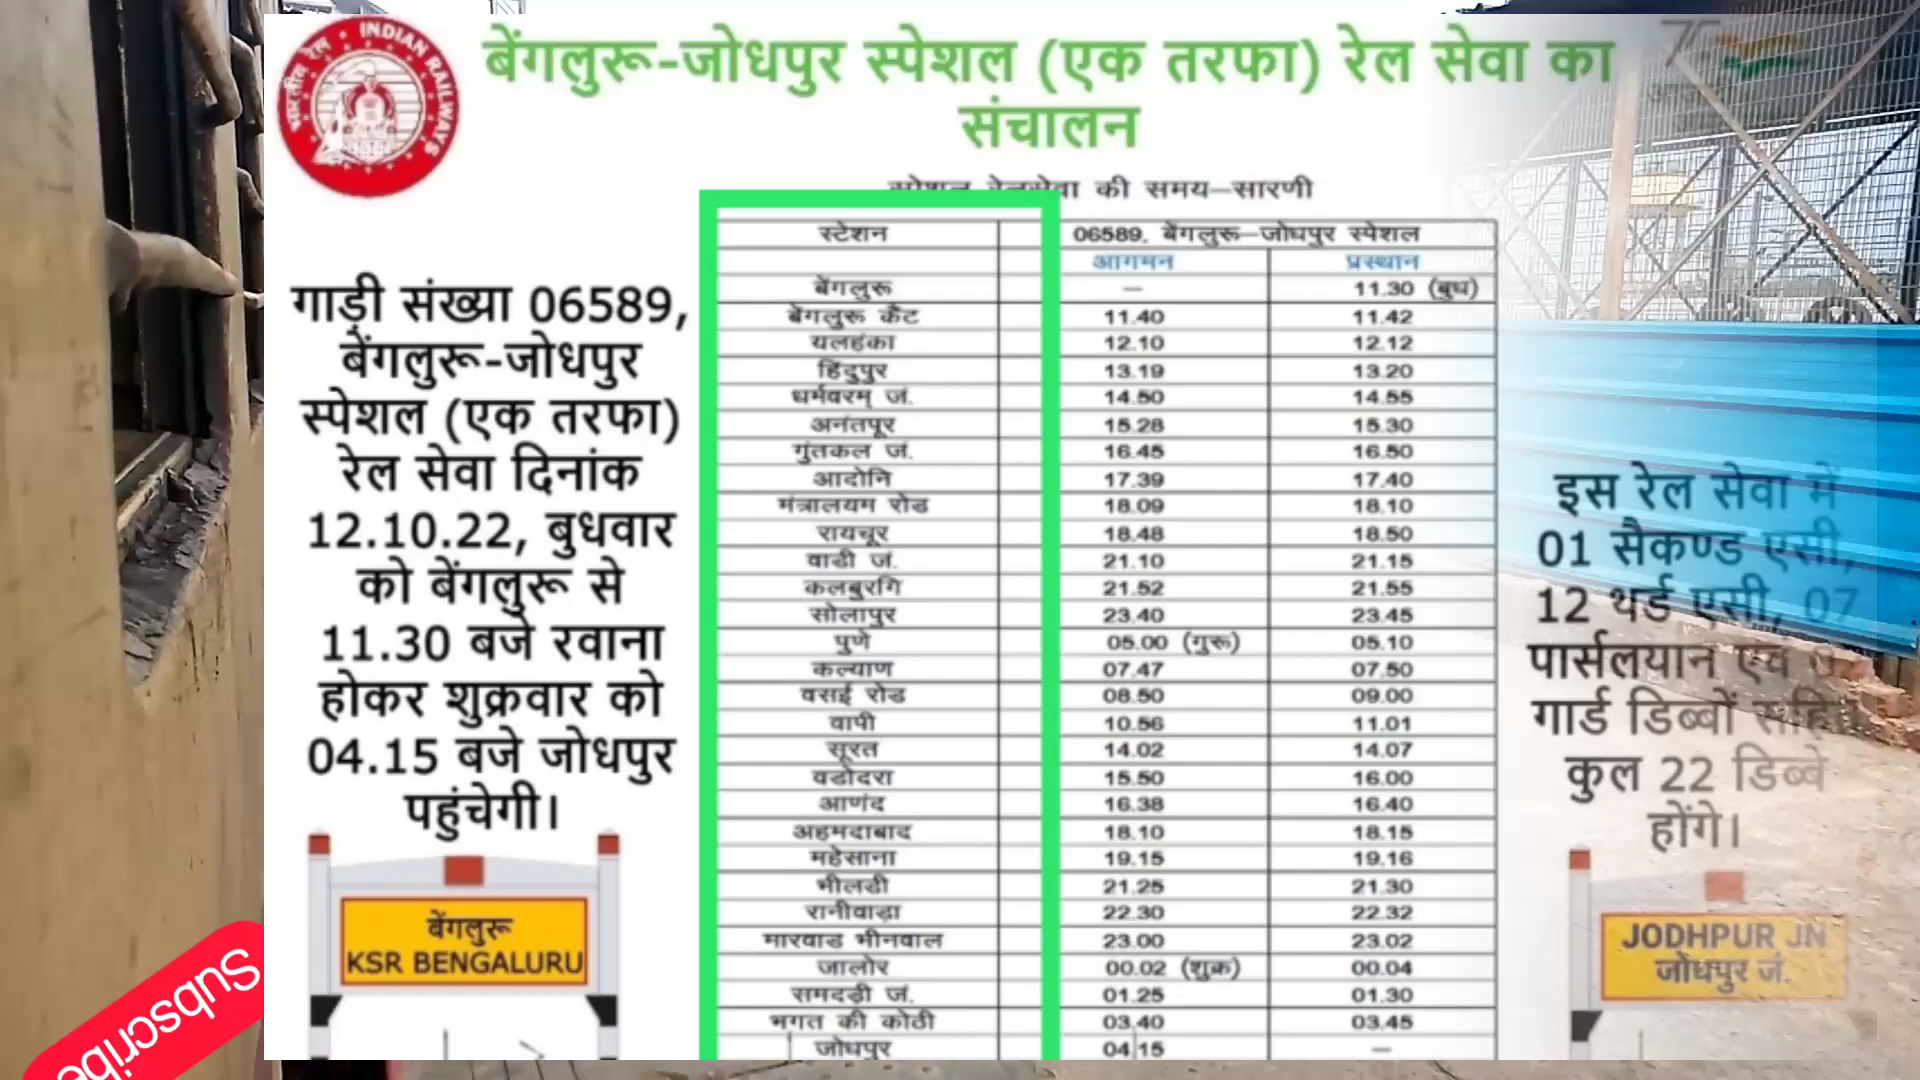 भारतीय रेल • INDIAN RAILWAYS
बेंगलुरू-जोधपुर स्पेशल (एक तरफा) रेल सेवा का
संचालन
75
स्पेशल रेलसेवा की समय–सारणी
गाड़ी संख्या 06589,
बेंगलुरू-जोधपुर
स्पेशल (एक तरफा)
रेल सेवा दिनांक
12.10.22, बुधवार
को बेंगलुरू से
11.30 बजे रवाना
होकर शुक्रवार को
04.15 बजे जोधपुर
पहुंचेगी।
बेंगलुरू
KSR BENGALURU
स्टेशन 06589, बेंगलुरू–जोधपुर स्पेशल
आगमन प्रस्थान
बेंगलुरू — 11.30 (बुध)
बेंगलुरू कैंट 11.40 11.42
यलहंका 12.10 12.12
हिंदुपुर 13.19 13.20
धर्मवरम् जं. 14.50 14.55
अनंतपूर 15.28 15.30
गुंतकल जं. 16.45 16.50
आदोनि 17.39 17.40
मंत्रालयम रोड 18.09 18.10
रायचूर 18.48 18.50
वाडी जं. 21.10 21.15
कलबुरगि 21.52 21.55
सोलापुर 23.40 23.45
पुणे 05.00 (गुरू) 05.10
कल्याण 07.47 07.50
वसई रोड 08.50 09.00
वापी 10.56 11.01
सूरत 14.02 14.07
वडोदरा 15.50 16.00
आणंद 16.38 16.40
अहमदाबाद 18.10 18.15
महेसाना 19.15 19.16
भीलडी 21.25 21.30
रानीवाड़ा 22.30 22.32
मारवाड भीनवाल 23.00 23.02
जालोर 00.02 (शुक्र) 00.04
समदड़ी जं. 01.25 01.30
भगत की कोठी 03.40 03.45
जोधपुर 04.15 —
इस रेल सेवा में
01 सैकण्ड एसी,
12 थर्ड एसी, 07
पार्सलयान एवं
गार्ड डिब्बों सहित
कुल 22 डिब्बे
होंगे।
JODHPUR JN
जोधपुर जं.
Subscribe